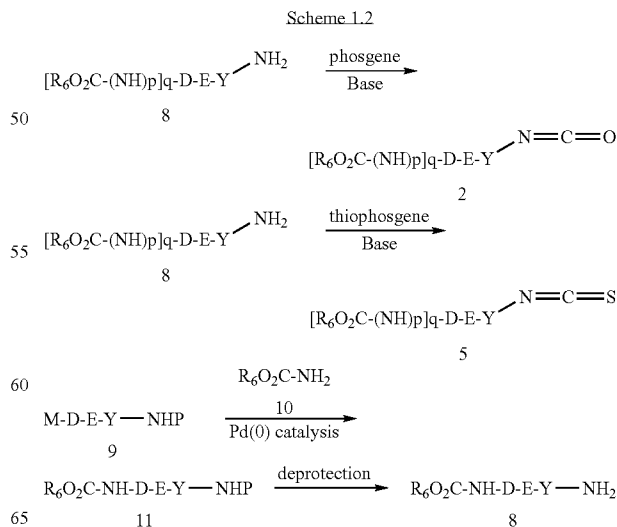 Scheme 1.2
[R₆O₂C-(NH)p]q-D-E-Y NH₂ phosgene
Base
8
50
[R₆O₂C-(NH)p]q-D-E-Y N=C=O
2
[R₆O₂C-(NH)p]q-D-E-Y NH₂ thiophosgene
Base
55
8
[R₆O₂C-(NH)p]q-D-E-Y N=C=S
5
60
R₆O₂C-NH₂
10
M-D-E-Y—NHP Pd(0) catalysis
9
R₆O₂C-NH-D-E-Y—NHP deprotection R₆O₂C-NH-D-E-Y—NH₂
65
11 8